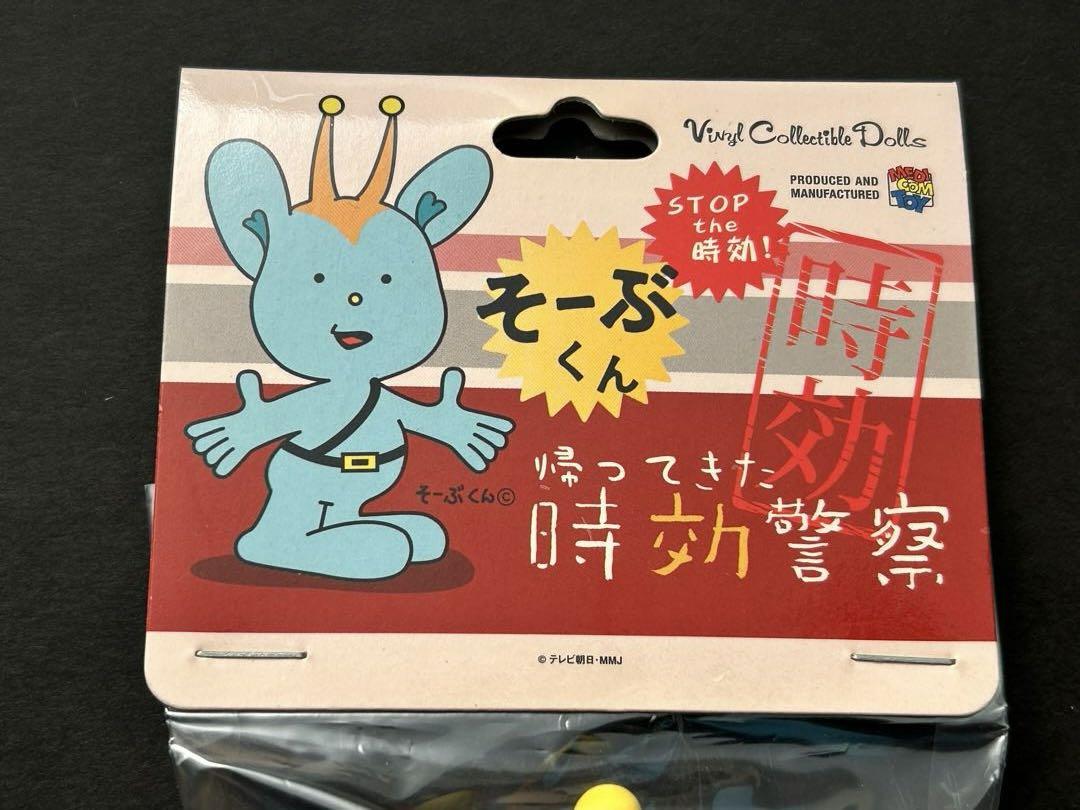 Vinyl Collectible Dolls
PRODUCED AND
MANUFACTURED
MEDI
COM
TOY
STOP
the
時効!
そーぶ
くん
時効
そーぶくん©
帰ってきた
時効警察
© テレビ朝日・MMJ